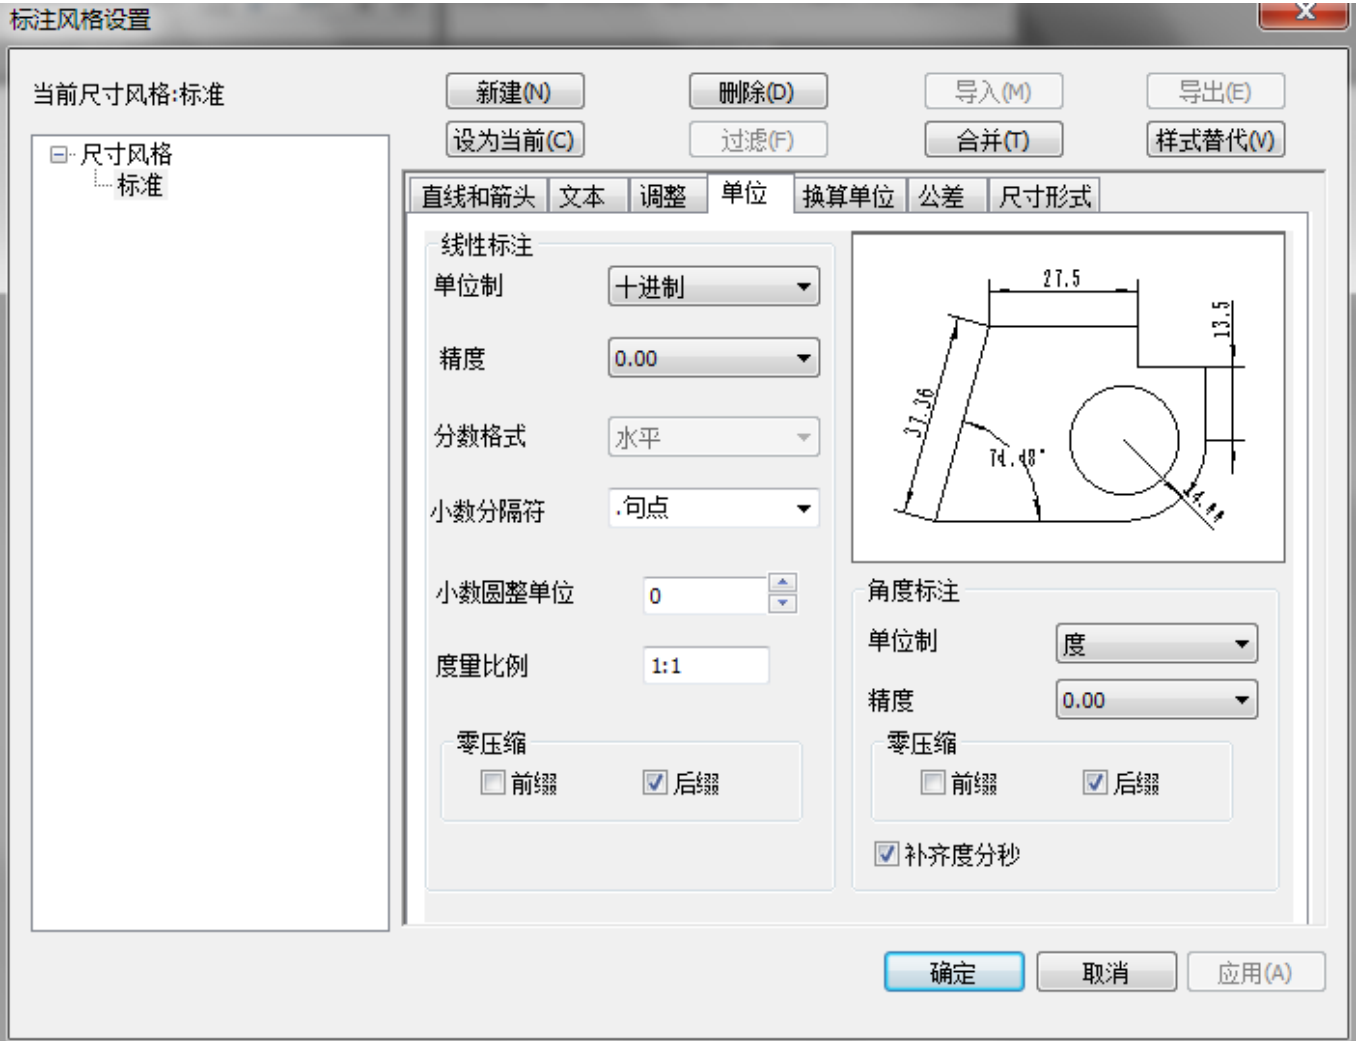 标注风格设置
X
当前尺寸风格:标准
新建(N) 删除(D) 导入(M) 导出(E)
设为当前(C) 过滤(F) 合并(T) 样式替代(V)
尺寸风格
标准
直线和箭头 文本 调整 单位 换算单位 公差 尺寸形式
线性标注
单位制 十进制
精度 0.00
分数格式 水平
小数分隔符 .句点
小数圆整单位 0
度量比例 1:1
零压缩
前缀 后缀
27.5
13.5
37.36
74.48°
角度标注
单位制 度
精度 0.00
零压缩
前缀 后缀
补齐度分秒
确定 取消 应用(A)